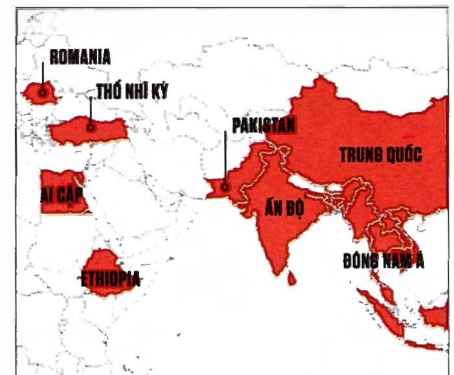 ROMANIA
THỔ NHĨ KỲ
PAKISTAN
TRUNG QUỐC
AI CẬP
ẤN ĐỘ
ĐÔNG NAM Á
ETHIOPIA